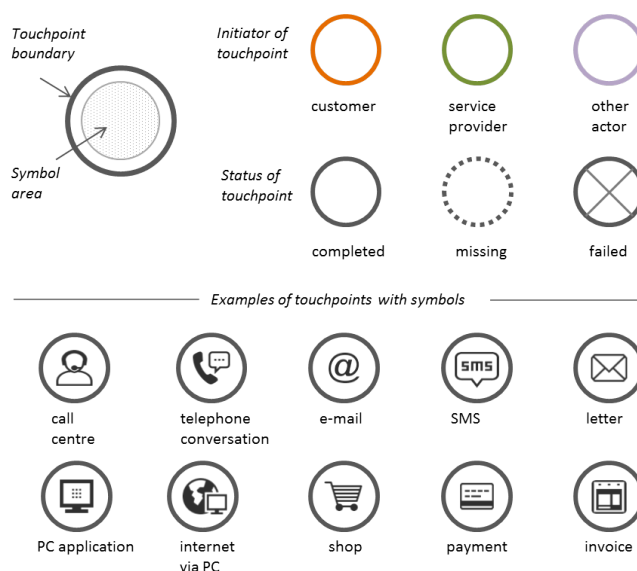 Touchpoint
boundary
Symbol
area
Initiator of
touchpoint
customer
service
provider
other
actor
Status of
touchpoint
completed
missing
failed
Examples of touchpoints with symbols
@
sms
call
centre
telephone
conversation
e-mail
SMS
letter
PC application
internet
via PC
shop
payment
invoice